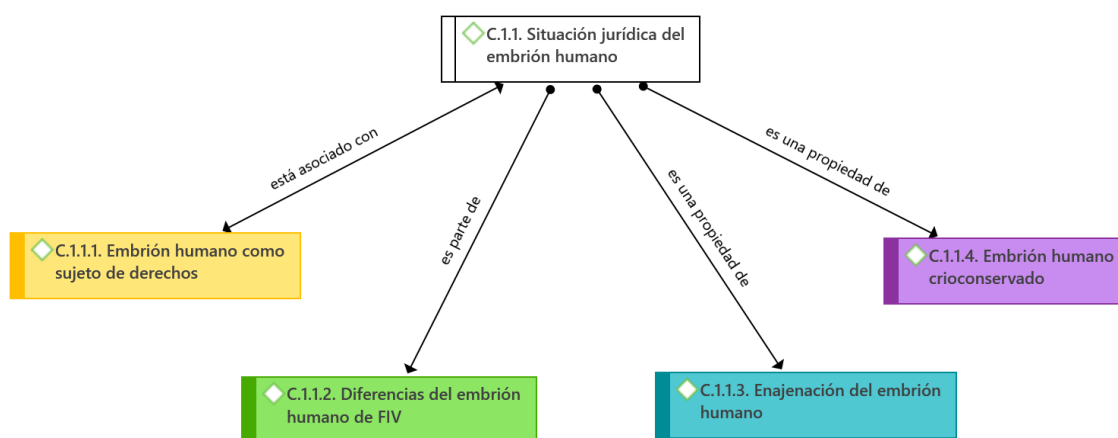 C.1.1. Situación jurídica del
embrión humano
está asociado con
es parte de
es una propiedad de
es una propiedad de
C.1.1.1. Embrión humano como
sujeto de derechos
C.1.1.4. Embrión humano
crioconservado
C.1.1.2. Diferencias del embrión
humano de FIV
C.1.1.3. Enajenación del embrión
humano